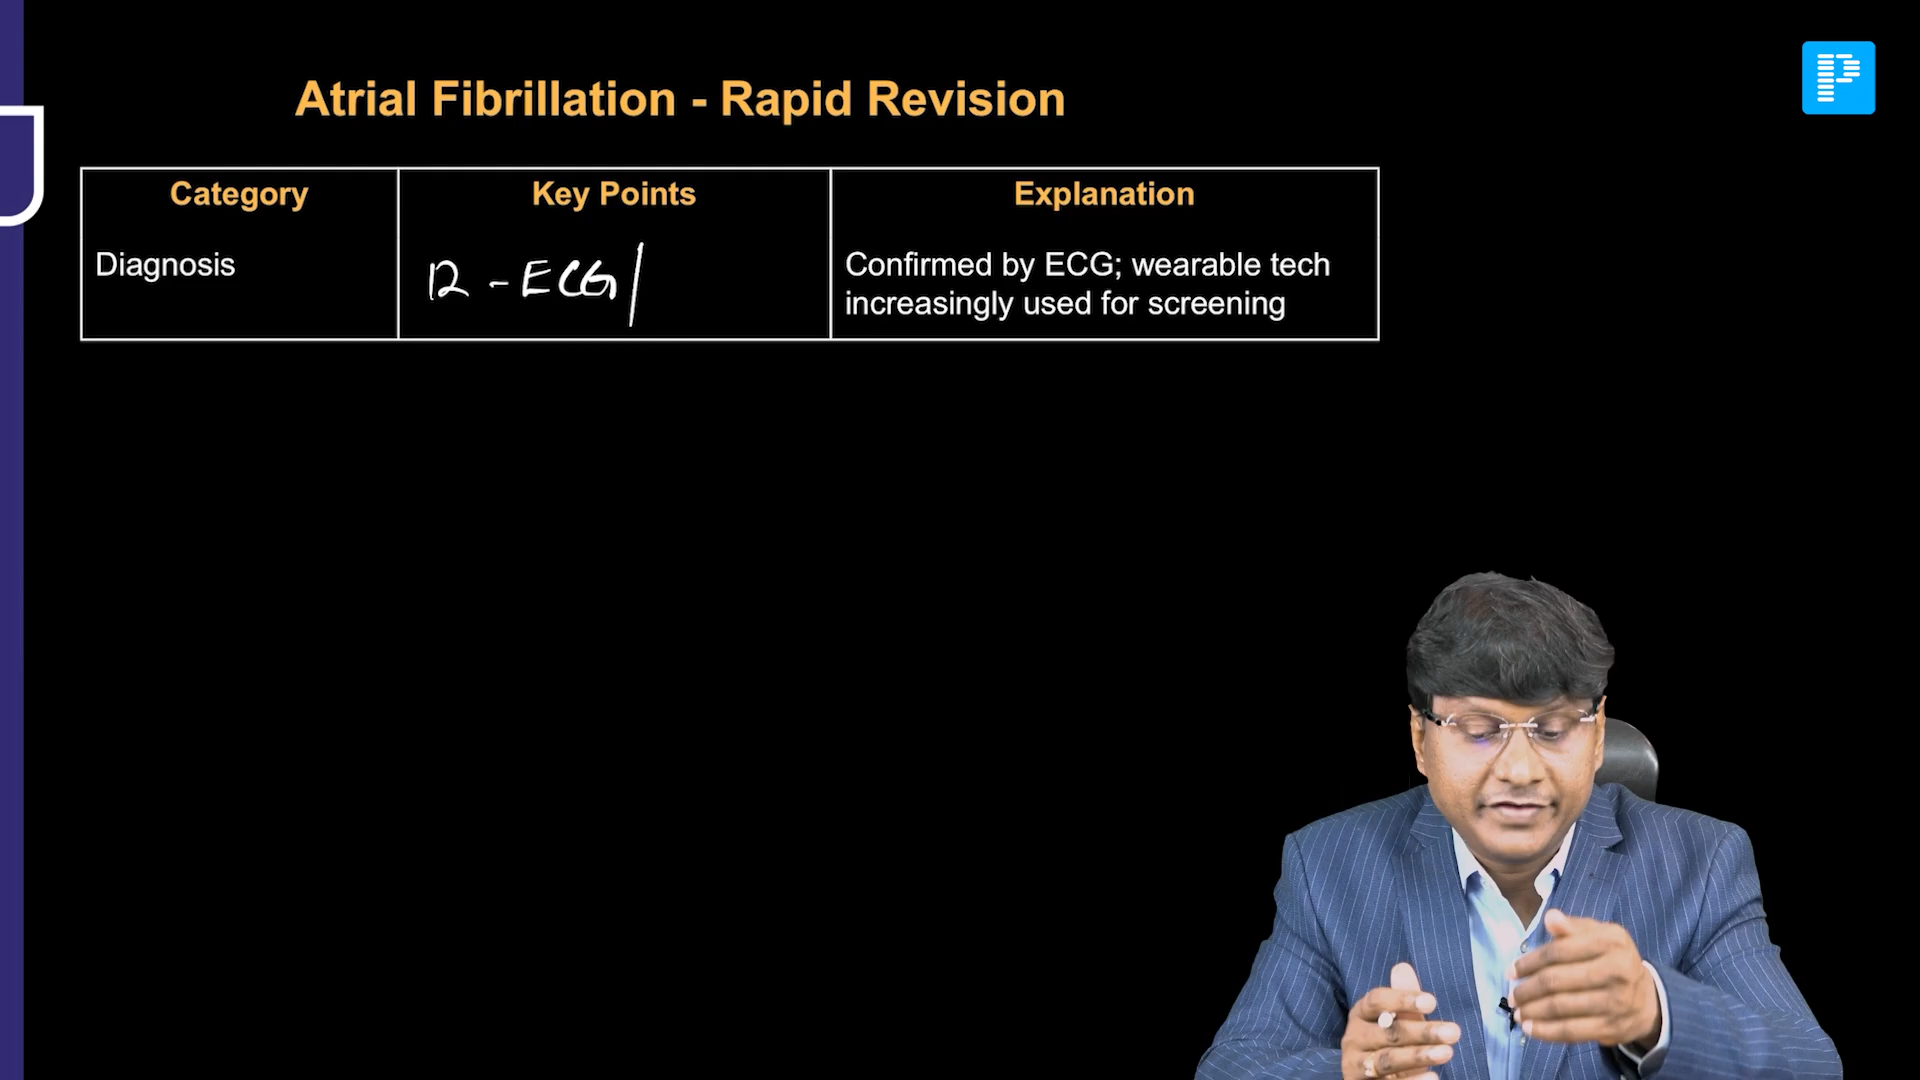 Atrial Fibrillation - Rapid Revision
Category
Key Points
Explanation
Diagnosis
12 - ECG/
Confirmed by ECG; wearable tech
increasingly used for screening
P